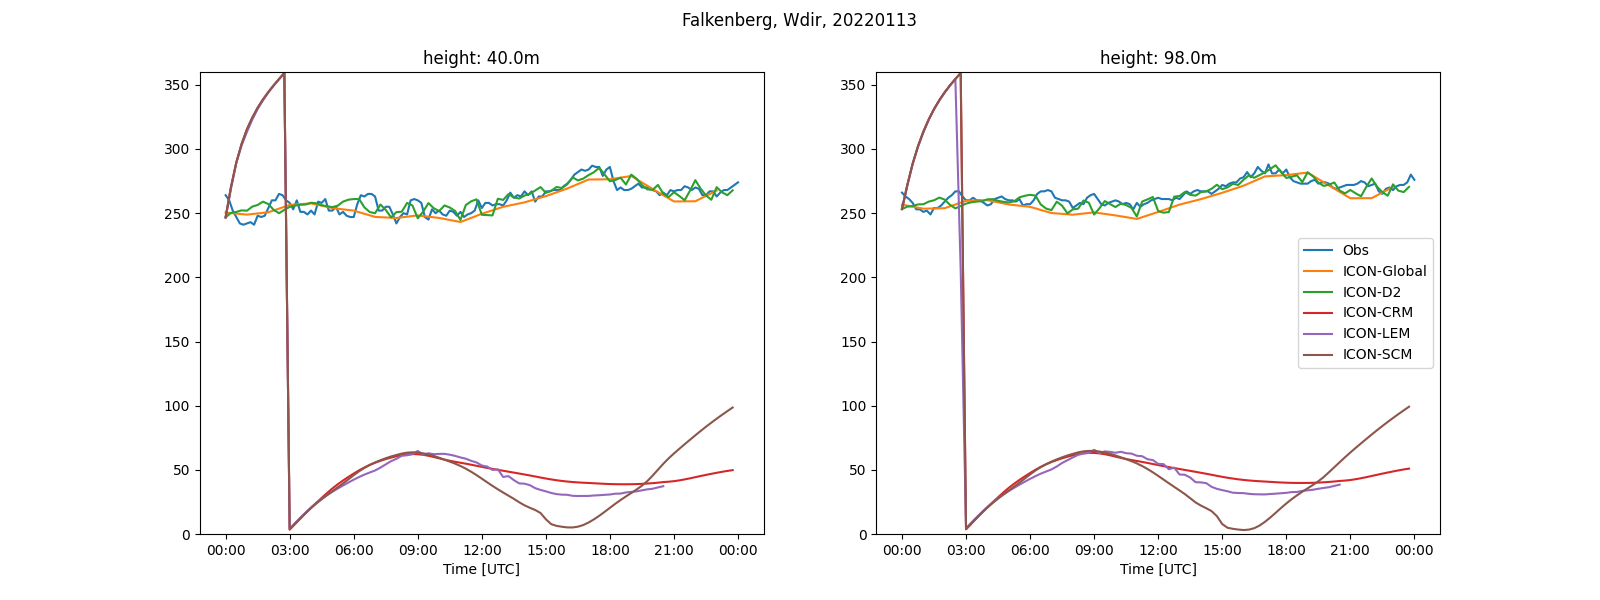 Falkenberg, Wdir, 20220113
height: 40.0m
350
300
250
200
150
100
50
0
00:00 03:00 06:00 09:00 12:00 15:00 18:00 21:00 00:00
Time [UTC]
height: 98.0m
350
300
250
200
150
100
50
0
Obs
ICON-Global
ICON-D2
ICON-CRM
ICON-LEM
ICON-SCM
00:00 03:00 06:00 09:00 12:00 15:00 18:00 21:00 00:00
Time [UTC]